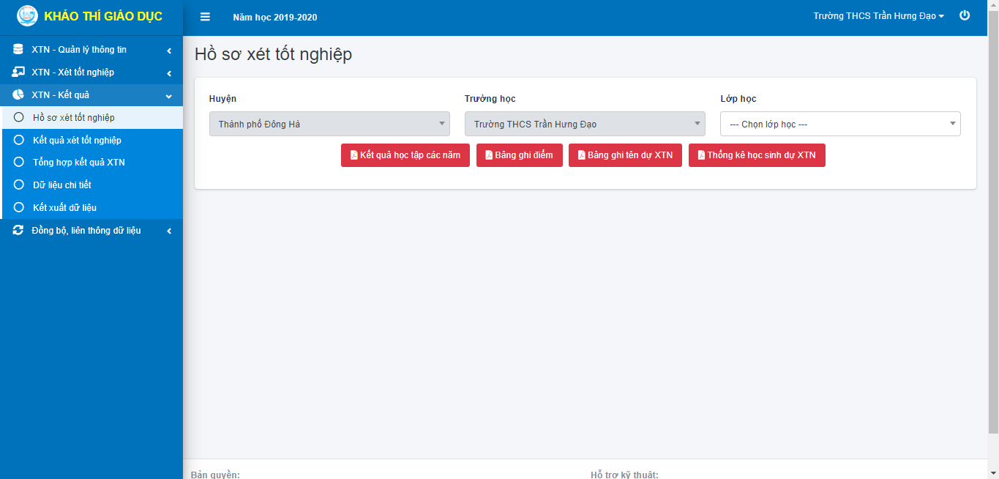 KHẢO THÍ GIÁO DỤC
Năm học 2019-2020
Trường THCS Trần Hưng Đạo
XTN - Quản lý thông tin
XTN - Xét tốt nghiệp
XTN - Kết quả
Hồ sơ xét tốt nghiệp
Kết quả xét tốt nghiệp
Tổng hợp kết quả XTN
Dữ liệu chi tiết
Kết xuất dữ liệu
Đồng bộ, liên thông dữ liệu
Hồ sơ xét tốt nghiệp
Huyện
Trường học
Lớp học
Thành phố Đông Hà
Trường THCS Trần Hưng Đạo
--- Chọn lớp học ---
Kết quả học tập các năm
Bảng ghi điểm
Bảng ghi tên dự XTN
Thống kê học sinh dự XTN
Bản quyền:
Hỗ trợ kỹ thuật: